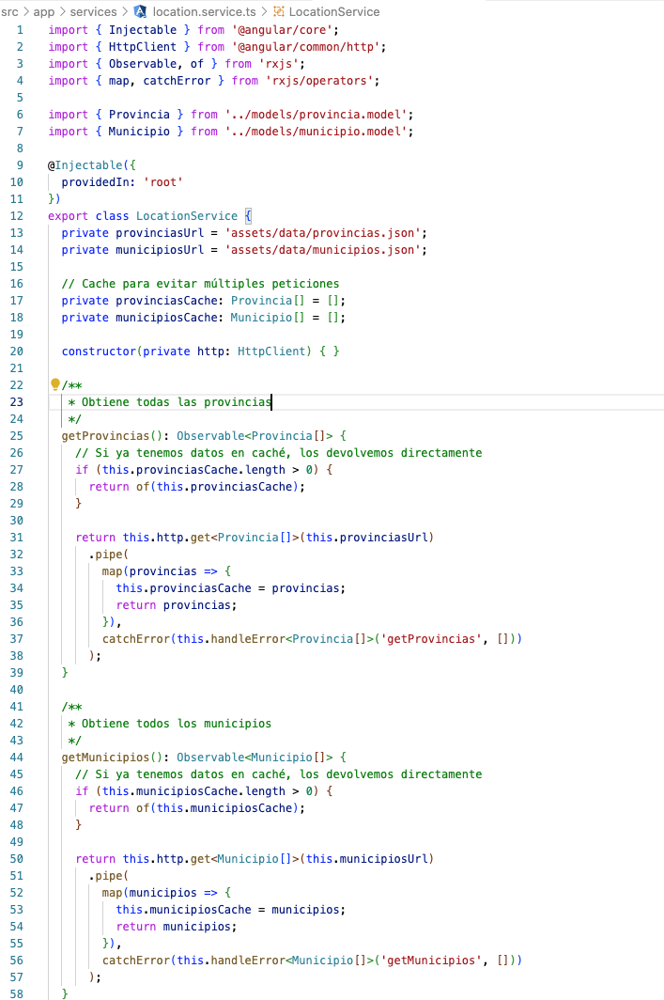 src > app > services > location.service.ts > LocationService
1 import { Injectable } from '@angular/core';
2 import { HttpClient } from '@angular/common/http';
3 import { Observable, of } from 'rxjs';
4 import { map, catchError } from 'rxjs/operators';
5
6 import { Provincia } from '../models/provincia.model';
7 import { Municipio } from '../models/municipio.model';
8
9 @Injectable({
10   providedIn: 'root'
11 })
12 export class LocationService {
13   private provinciasUrl = 'assets/data/provincias.json';
14   private municipiosUrl = 'assets/data/municipios.json';
15
16   // Cache para evitar múltiples peticiones
17   private provinciasCache: Provincia[] = [];
18   private municipiosCache: Municipio[] = [];
19
20   constructor(private http: HttpClient) { }
21
22   /**
23    * Obtiene todas las provincias
24    */
25   getProvincias(): Observable<Provincia[]> {
26     // Si ya tenemos datos en caché, los devolvemos directamente
27     if (this.provinciasCache.length > 0) {
28       return of(this.provinciasCache);
29     }
30
31     return this.http.get<Provincia[]>(this.provinciasUrl)
32       .pipe(
33         map(provincias => {
34           this.provinciasCache = provincias;
35           return provincias;
36         }),
37         catchError(this.handleError<Provincia[]>('getProvincias', []))
38       );
39   }
40
41   /**
42    * Obtiene todos los municipios
43    */
44   getMunicipios(): Observable<Municipio[]> {
45     // Si ya tenemos datos en caché, los devolvemos directamente
46     if (this.municipiosCache.length > 0) {
47       return of(this.municipiosCache);
48     }
49
50     return this.http.get<Municipio[]>(this.municipiosUrl)
51       .pipe(
52         map(municipios => {
53           this.municipiosCache = municipios;
54           return municipios;
55         }),
56         catchError(this.handleError<Municipio[]>('getMunicipios', []))
57       );
58   }